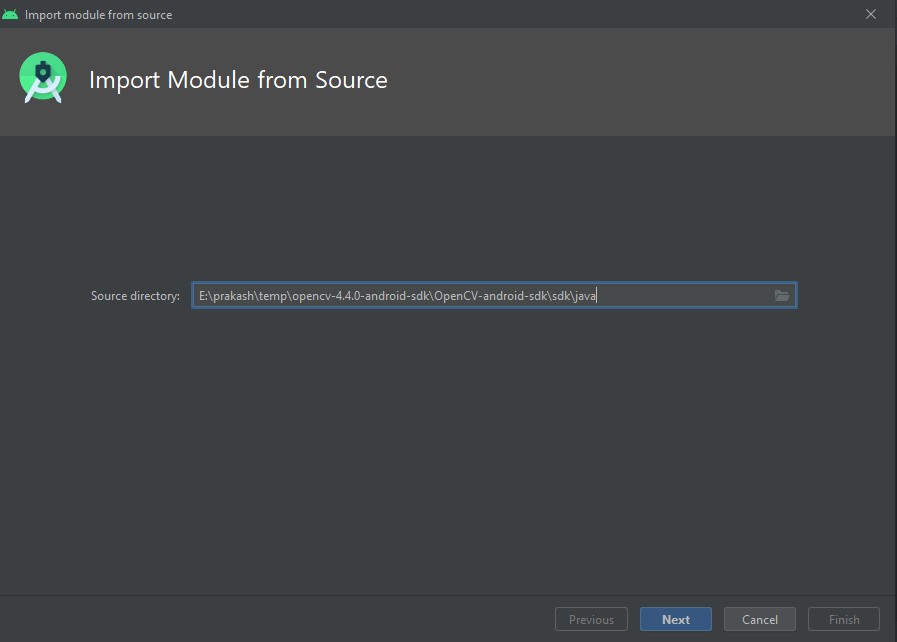 Import module from source
Import Module from Source
Source directory: E:\prakash\temp\opencv-4.4.0-android-sdk\OpenCV-android-sdk\sdk\java
Previous Next Cancel Finish